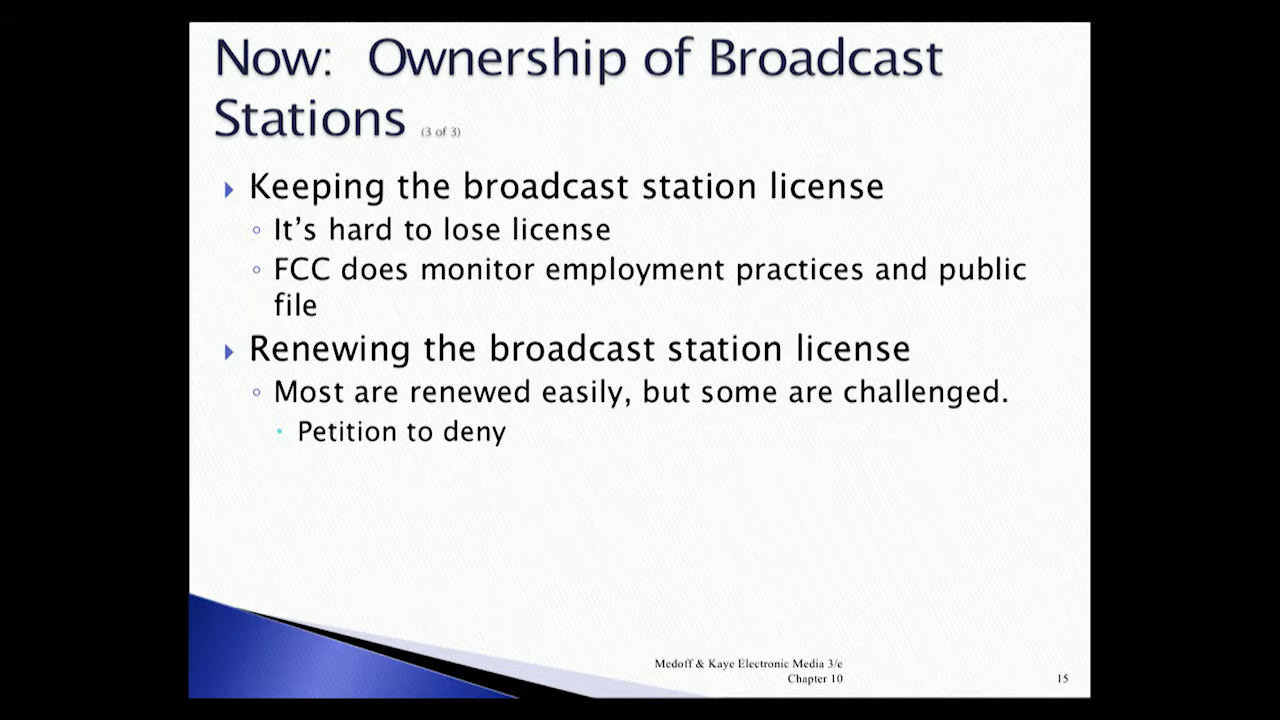 Now: Ownership of Broadcast
Stations (3 of 3)
Keeping the broadcast station license
It’s hard to lose license
FCC does monitor employment practices and public
file
Renewing the broadcast station license
Most are renewed easily, but some are challenged.
Petition to deny
Medoff & Kaye Electronic Media 3/e
Chapter 10
15